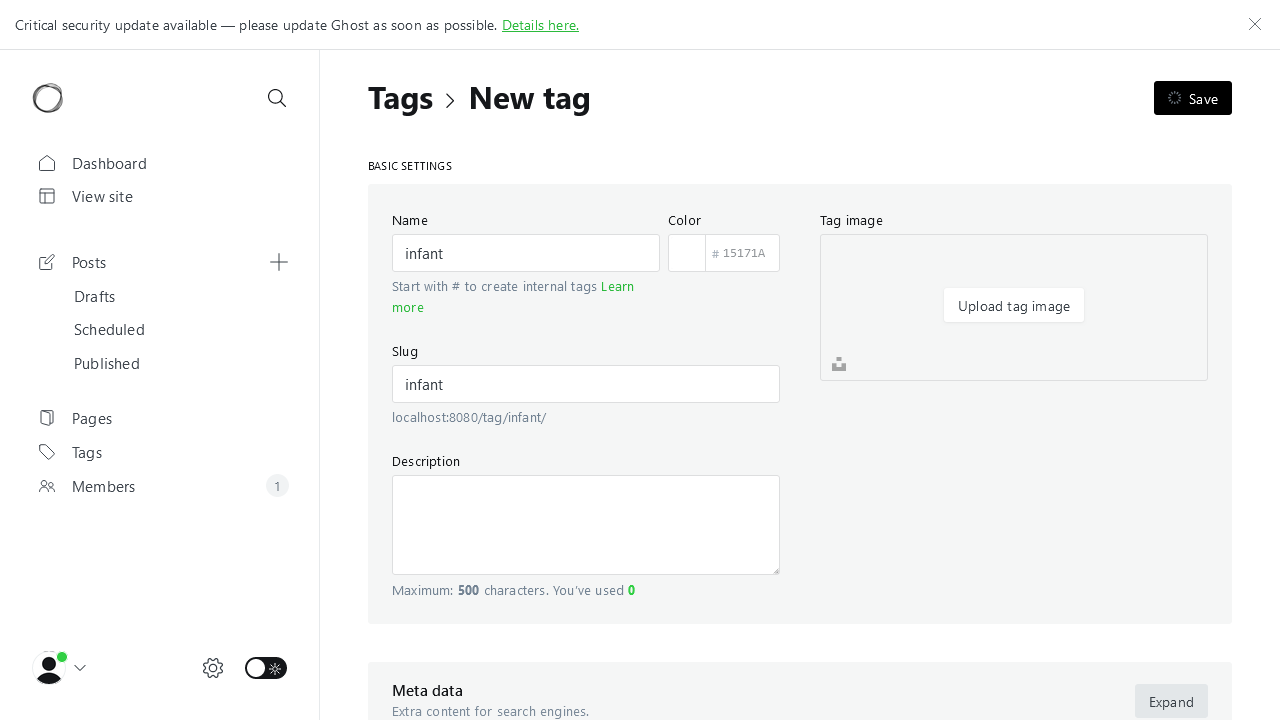 Critical security update available — please update Ghost as soon as possible. Details here.
Tags New tag
Save
Dashboard
View site
Posts
Drafts
Scheduled
Published
Pages
Tags
Members 1
BASIC SETTINGS
Name
infant
Start with # to create internal tags Learn
more
Color
# 15171A
Slug
infant
localhost:8080/tag/infant/
Description
Maximum: 500 characters. You've used 0
Tag image
Upload tag image
Meta data
Extra content for search engines.
Expand